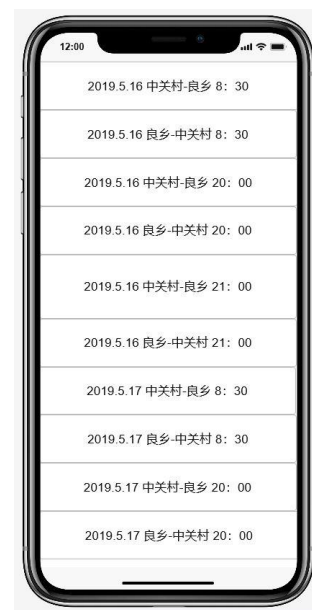 12:00
2019.5.16 中关村-良乡 8：30
2019.5.16 良乡-中关村 8：30
2019.5.16 中关村-良乡 20：00
2019.5.16 良乡-中关村 20：00
2019.5.16 中关村-良乡 21：00
2019.5.16 良乡-中关村 21：00
2019.5.17 中关村-良乡 8：30
2019.5.17 良乡-中关村 8：30
2019.5.17 中关村-良乡 20：00
2019.5.17 良乡-中关村 20：00